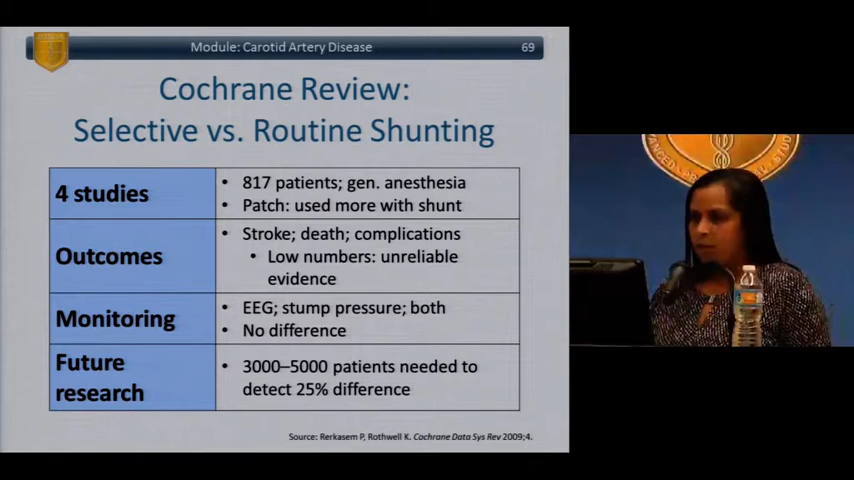 Module: Carotid Artery Disease 69
Cochrane Review:
Selective vs. Routine Shunting
4 studies
• 817 patients; gen. anesthesia
• Patch: used more with shunt
Outcomes
• Stroke; death; complications
• Low numbers: unreliable
evidence
Monitoring
• EEG; stump pressure; both
• No difference
Future
research
• 3000–5000 patients needed to
detect 25% difference
Source: Rerkasem P, Rothwell K. Cochrane Data Sys Rev 2009;4.